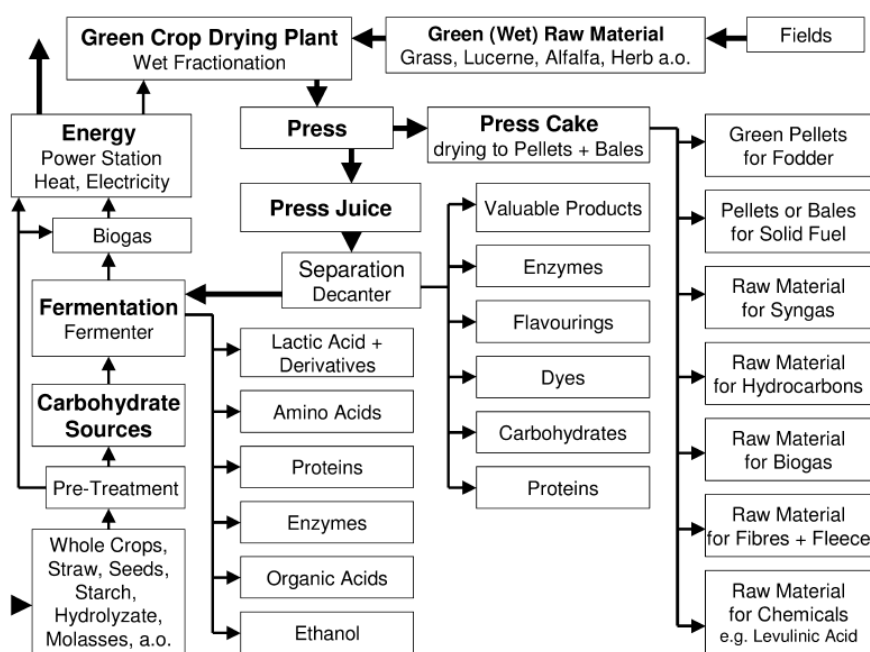 Green Crop Drying Plant
Wet Fractionation
Green (Wet) Raw Material
Grass, Lucerne, Alfalfa, Herb a.o.
Fields
Energy
Power Station
Heat, Electricity
Press
Press Cake
drying to Pellets + Bales
Green Pellets
for Fodder
Press Juice
Valuable Products
Pellets or Bales
for Solid Fuel
Biogas
Separation
Decanter
Enzymes
Raw Material
for Syngas
Fermentation
Fermenter
Flavourings
Lactic Acid +
Derivatives
Dyes
Raw Material
for Hydrocarbons
Carbohydrate
Sources
Amino Acids
Carbohydrates
Raw Material
for Biogas
Pre-Treatment
Proteins
Proteins
Raw Material
for Fibres + Fleece
Whole Crops,
Straw, Seeds,
Starch,
Hydrolyzate,
Molasses, a.o.
Enzymes
Organic Acids
Ethanol
Raw Material
for Chemicals
e.g. Levulinic Acid